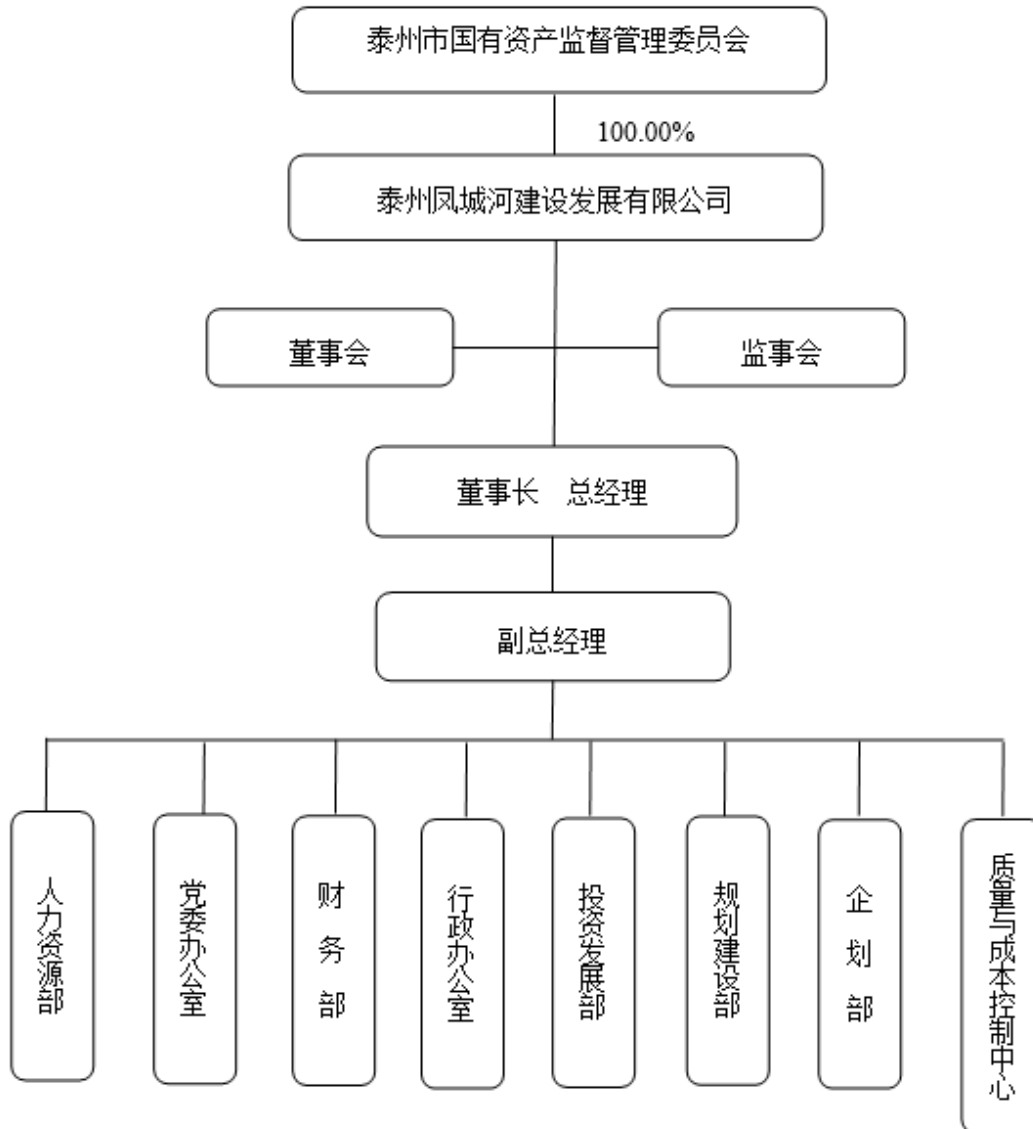 泰州市国有资产监督管理委员会
100.00%
泰州凤城河建设发展有限公司
董事会
监事会
董事长 总经理
副总经理
人力资源部
党委办公室
财务部
行政办公室
投资发展部
规划建设部
企划部
质量与成本控制中心